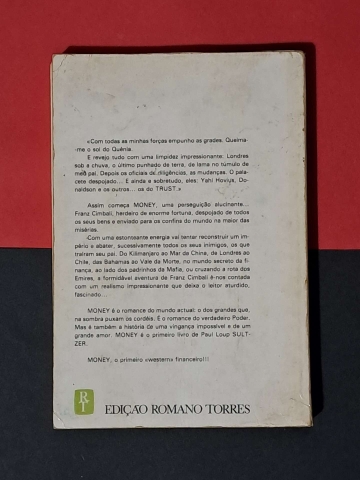 «Com todas as minhas forças empunho as grades. Queima-
-me o sol do Quénia.
E revejo tudo com uma limpidez impressionante: Londres
sob a chuva, o último punhado de terra, de lama no túmulo de
meu pai. Depois os oficiais de diligências, as mudanças. O pala-
cete despojado... E ainda e sobretudo, eles: Yahl Hovius, Do-
naldson e os outros... os do TRUST.»
Assim começa MONEY, uma perseguição alucinante...
Franz Cimballi, herdeiro de enorme fortuna, despojado de todos
os seus bens e enviado para os confins do mundo na maior das
misérias.
Com uma estonteante energia vai tentar reconstruir um im-
pério e abater, sucessivamente todos os seus inimigos, os que
traíram seu pai. Do Kilimanjaro ao Mar da China, de Londres ao
Chile, das Bahamas ao Vale da Morte, no mundo secreto da fi-
nança, ao lado dos padrinhos da Mafia, ou cruzando a rota dos
Emires, a formidável aventura de Franz Cimballi é-nos contada
com um realismo impressionante que deixa o leitor aturdido,
fascinado...
MONEY é o romance do mundo actual: o dos grandes que,
na sombra puxam os cordéis. E o romance do verdadeiro Poder.
Mas é também a história de uma vingança impossível e de um
grande amor. MONEY é o primeiro livro de Paul Loup SULT-
ZER.
MONEY, o primeiro «western» financeiro!!!
RT
EDIÇÃO ROMANO TORRES